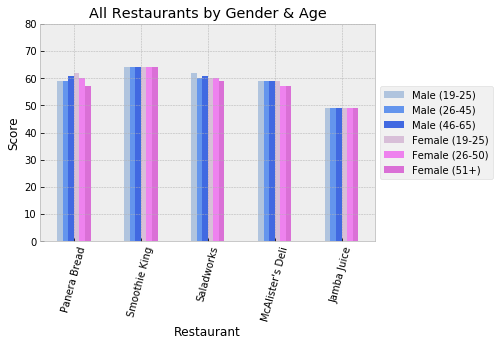 All Restaurants by Gender & Age
80
70
60
50
40
30
20
10
0
Score
Panera Bread
Smoothie King
Saladworks
McAlister's Deli
Jamba Juice
Restaurant
Male (19-25)
Male (26-45)
Male (46-65)
Female (19-25)
Female (26-50)
Female (51+)